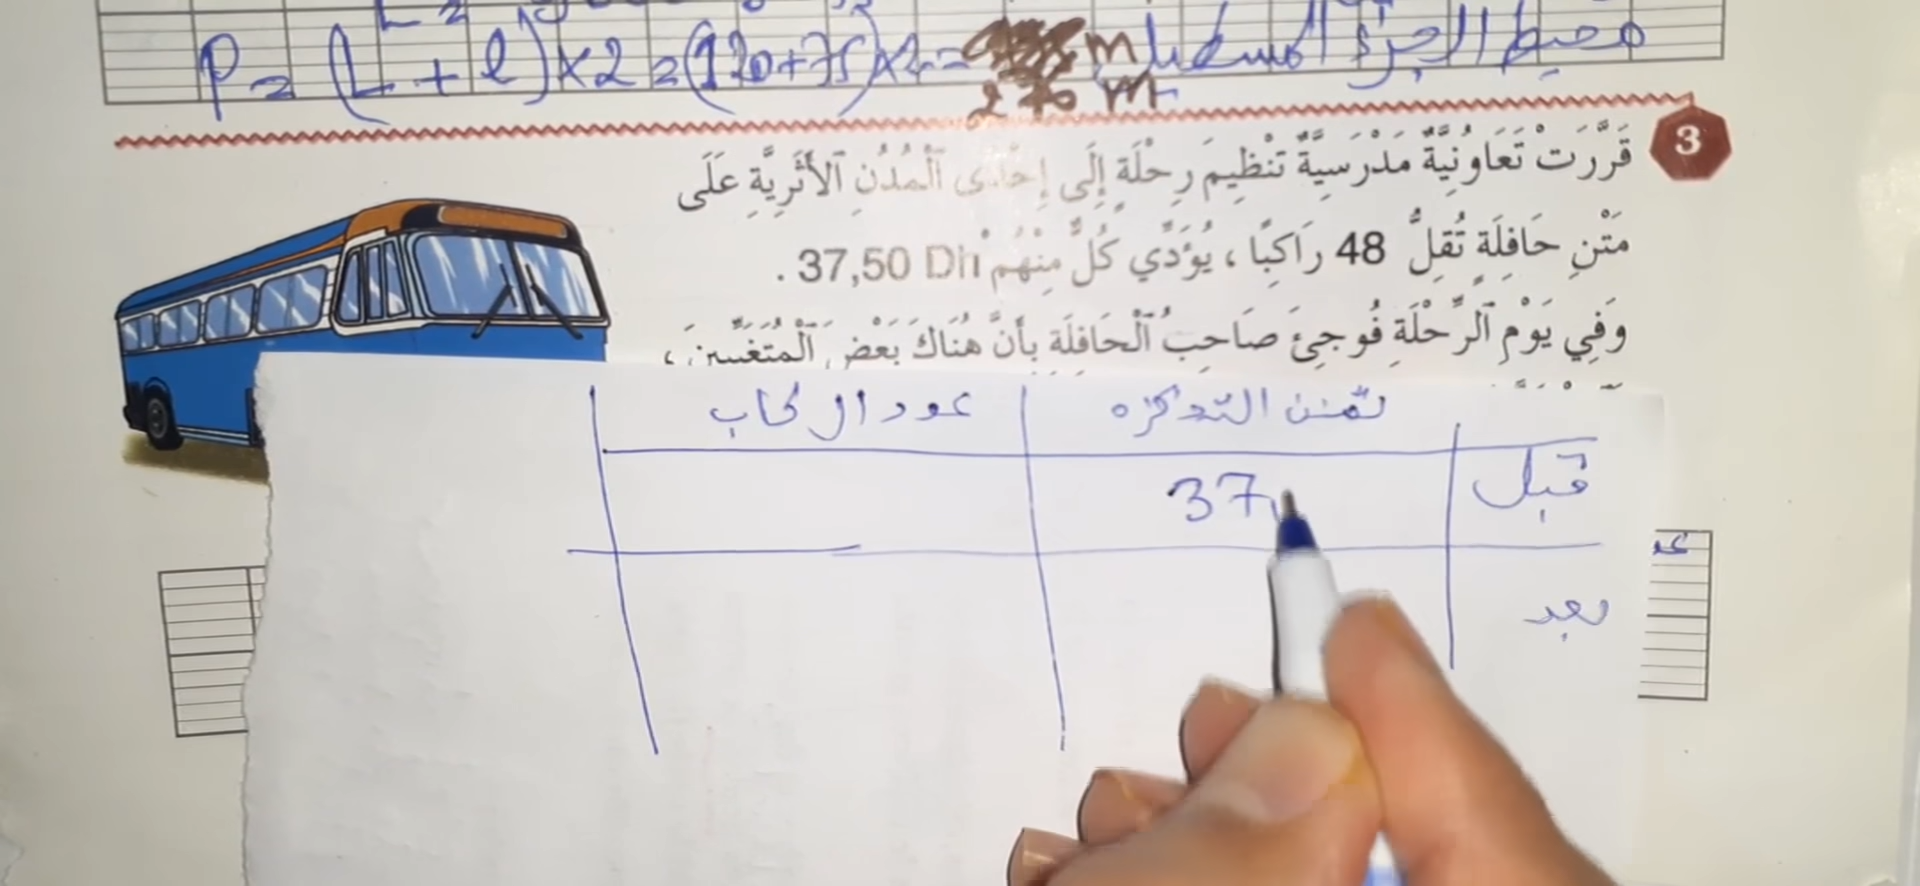 P = (L + l) x 2 = (120+75) x 2 = m محيط الجزء المستطيل
270 m
3
قَرَّرَتْ تَعَاوُنِيَّةٌ مَدْرَسِيَّةٌ تَنْظِيمَ رِحْلَةٍ إِلَى إِحْدَى ٱلْمُدُنِ ٱلْأَثَرِيَّةِ عَلَى
مَتْنِ حَافِلَةٍ تُقِلُّ 48 رَاكِبًا ، يُؤَدِّي كُلٌّ مِنْهُمْ 37,50 Dh .
وَفِي يَوْمِ ٱلرِّحْلَةِ فُوجِئَ صَاحِبُ ٱلْحَافِلَةِ بِأَنَّ هُنَاكَ بَعْضَ ٱلْمُتَغَيِّبِينَ ،
ثمن التذكرة عدد الركاب
قبل 37,
بعد